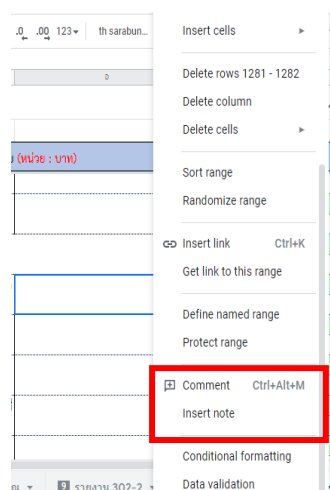 .0 .00 123 th sarabun...
Insert cells
D
Delete rows 1281 - 1282
Delete column
Delete cells
(หน่วย : บาท)
Sort range
Randomize range
Insert link Ctrl+K
Get link to this range
Define named range
Protect range
Comment Ctrl+Alt+M
Insert note
Conditional formatting
9 รายงาน 302-2
Data validation